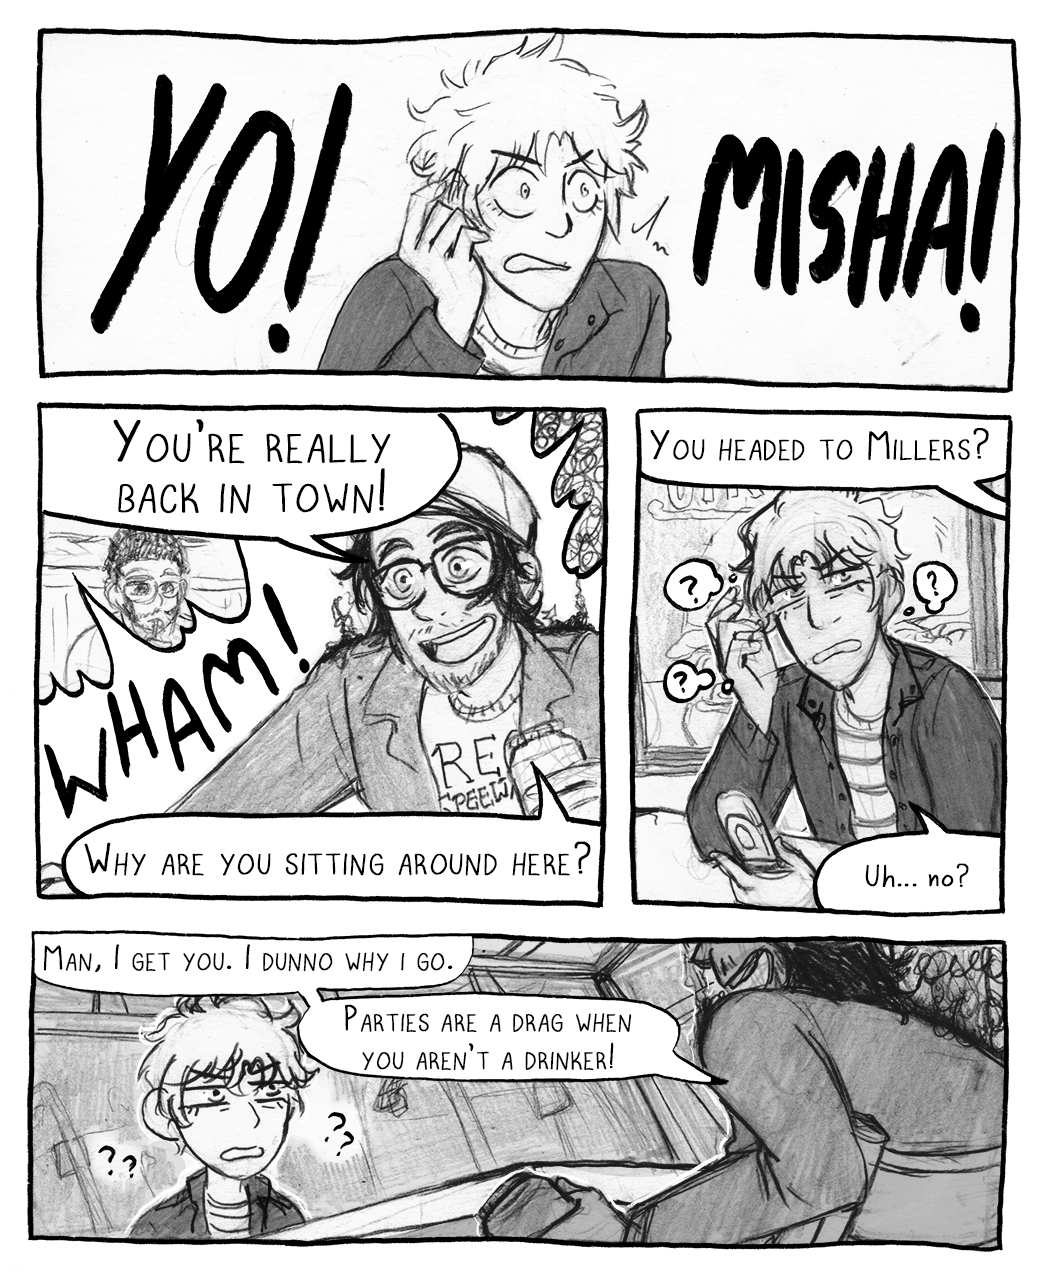 YO!
MISHA!
YOU'RE REALLY
BACK IN TOWN!
WHAM!
RE
WHY ARE YOU SITTING AROUND HERE?
YOU HEADED TO MILLERS?
?
?
?
Uh... no?
MAN, I GET YOU. I DUNNO WHY I GO.
PARTIES ARE A DRAG WHEN
YOU AREN'T A DRINKER!
??
???